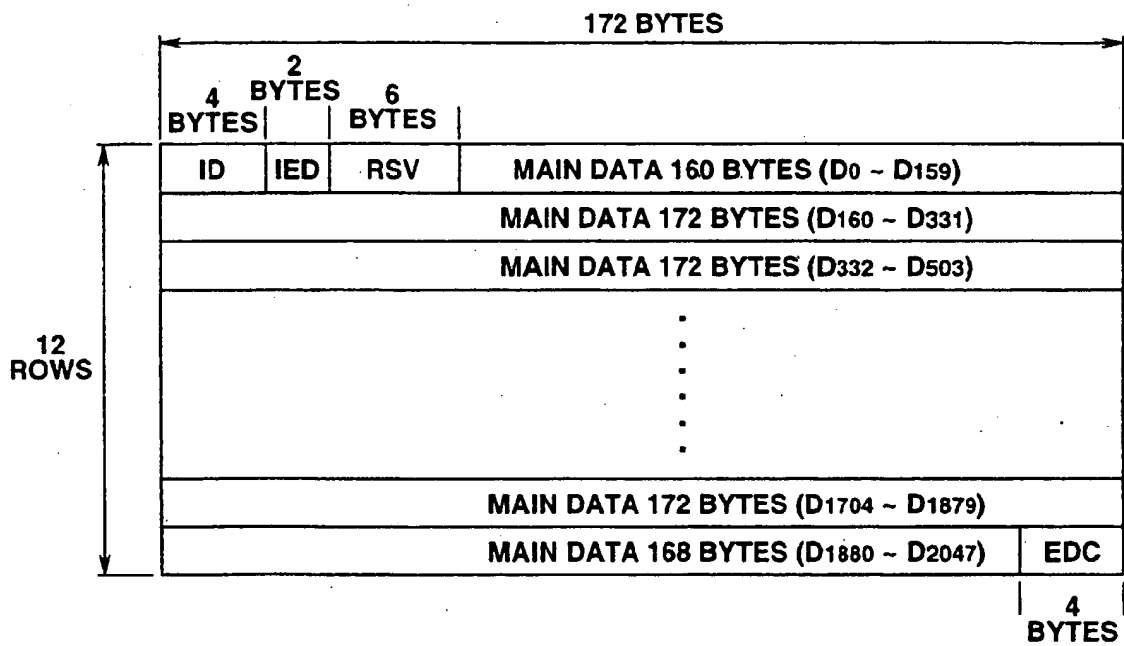 172 BYTES
2
BYTES
4
BYTES
6
BYTES
ID IED RSV MAIN DATA 160 BYTES (D0 ~ D159)
MAIN DATA 172 BYTES (D160 ~ D331)
MAIN DATA 172 BYTES (D332 ~ D503)
12
ROWS
MAIN DATA 172 BYTES (D1704 ~ D1879)
MAIN DATA 168 BYTES (D1880 ~ D2047) EDC
4
BYTES